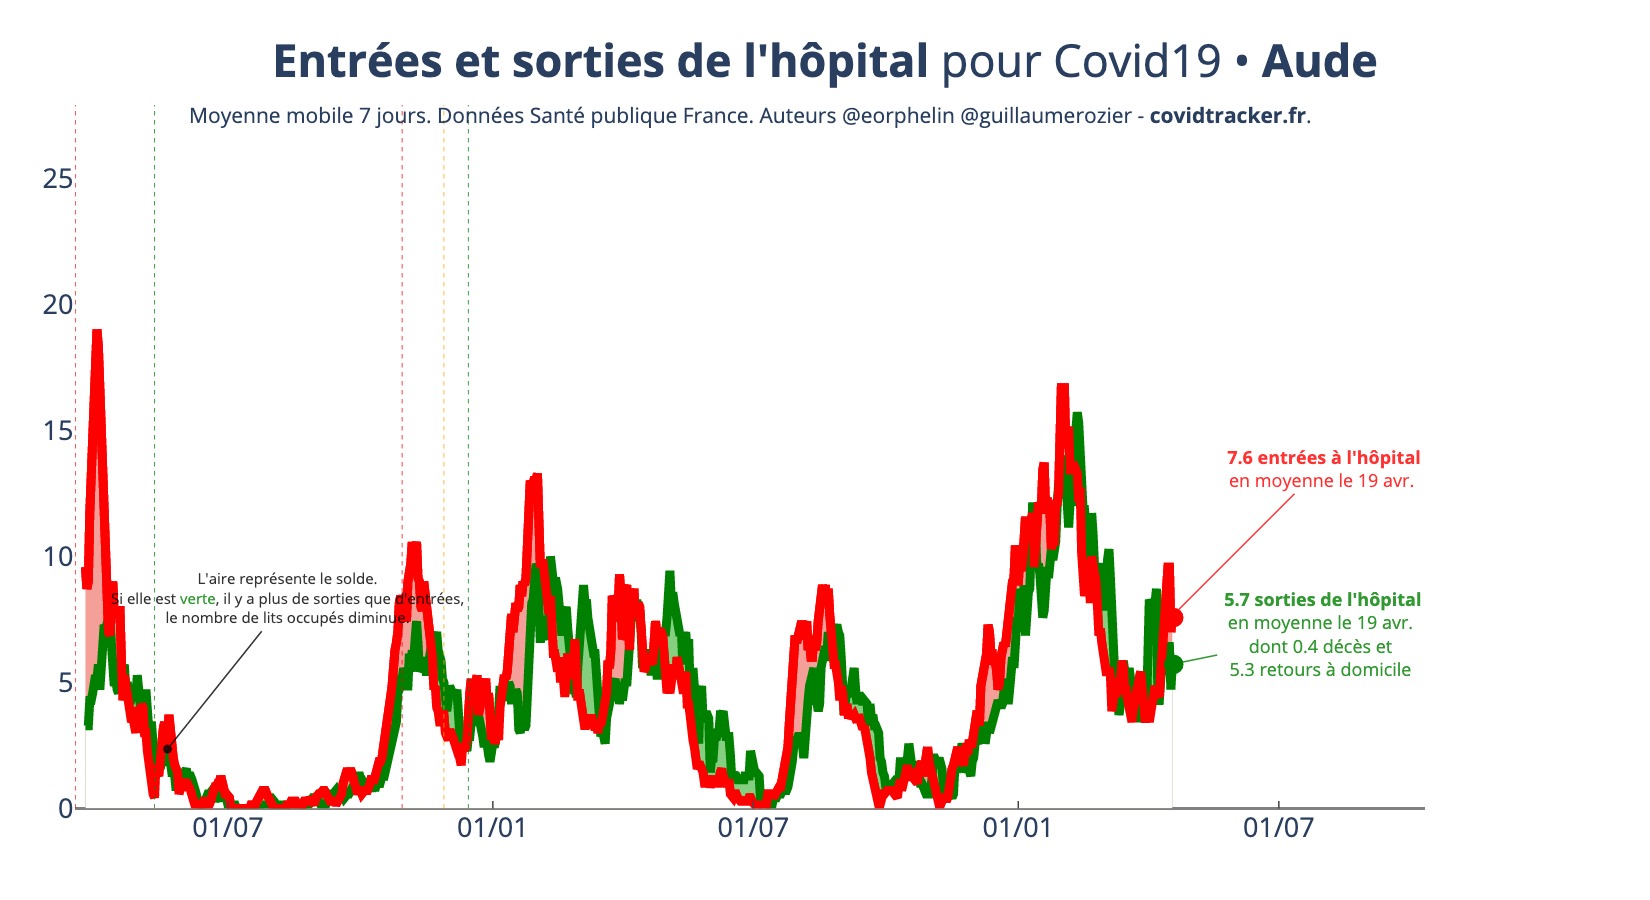 Entrées et sorties de l'hôpital pour Covid19 • Aude
Moyenne mobile 7 jours. Données Santé publique France. Auteurs @eorphelin @guillaumerozier - covidtracker.fr.
25
20
15
10
5
0
L'aire représente le solde.
Si elle est verte, il y a plus de sorties que d'entrées,
le nombre de lits occupés diminue.
7.6 entrées à l'hôpital
en moyenne le 19 avr.
5.7 sorties de l'hôpital
en moyenne le 19 avr.
dont 0.4 décès et
5.3 retours à domicile
01/07
01/01
01/07
01/01
01/07